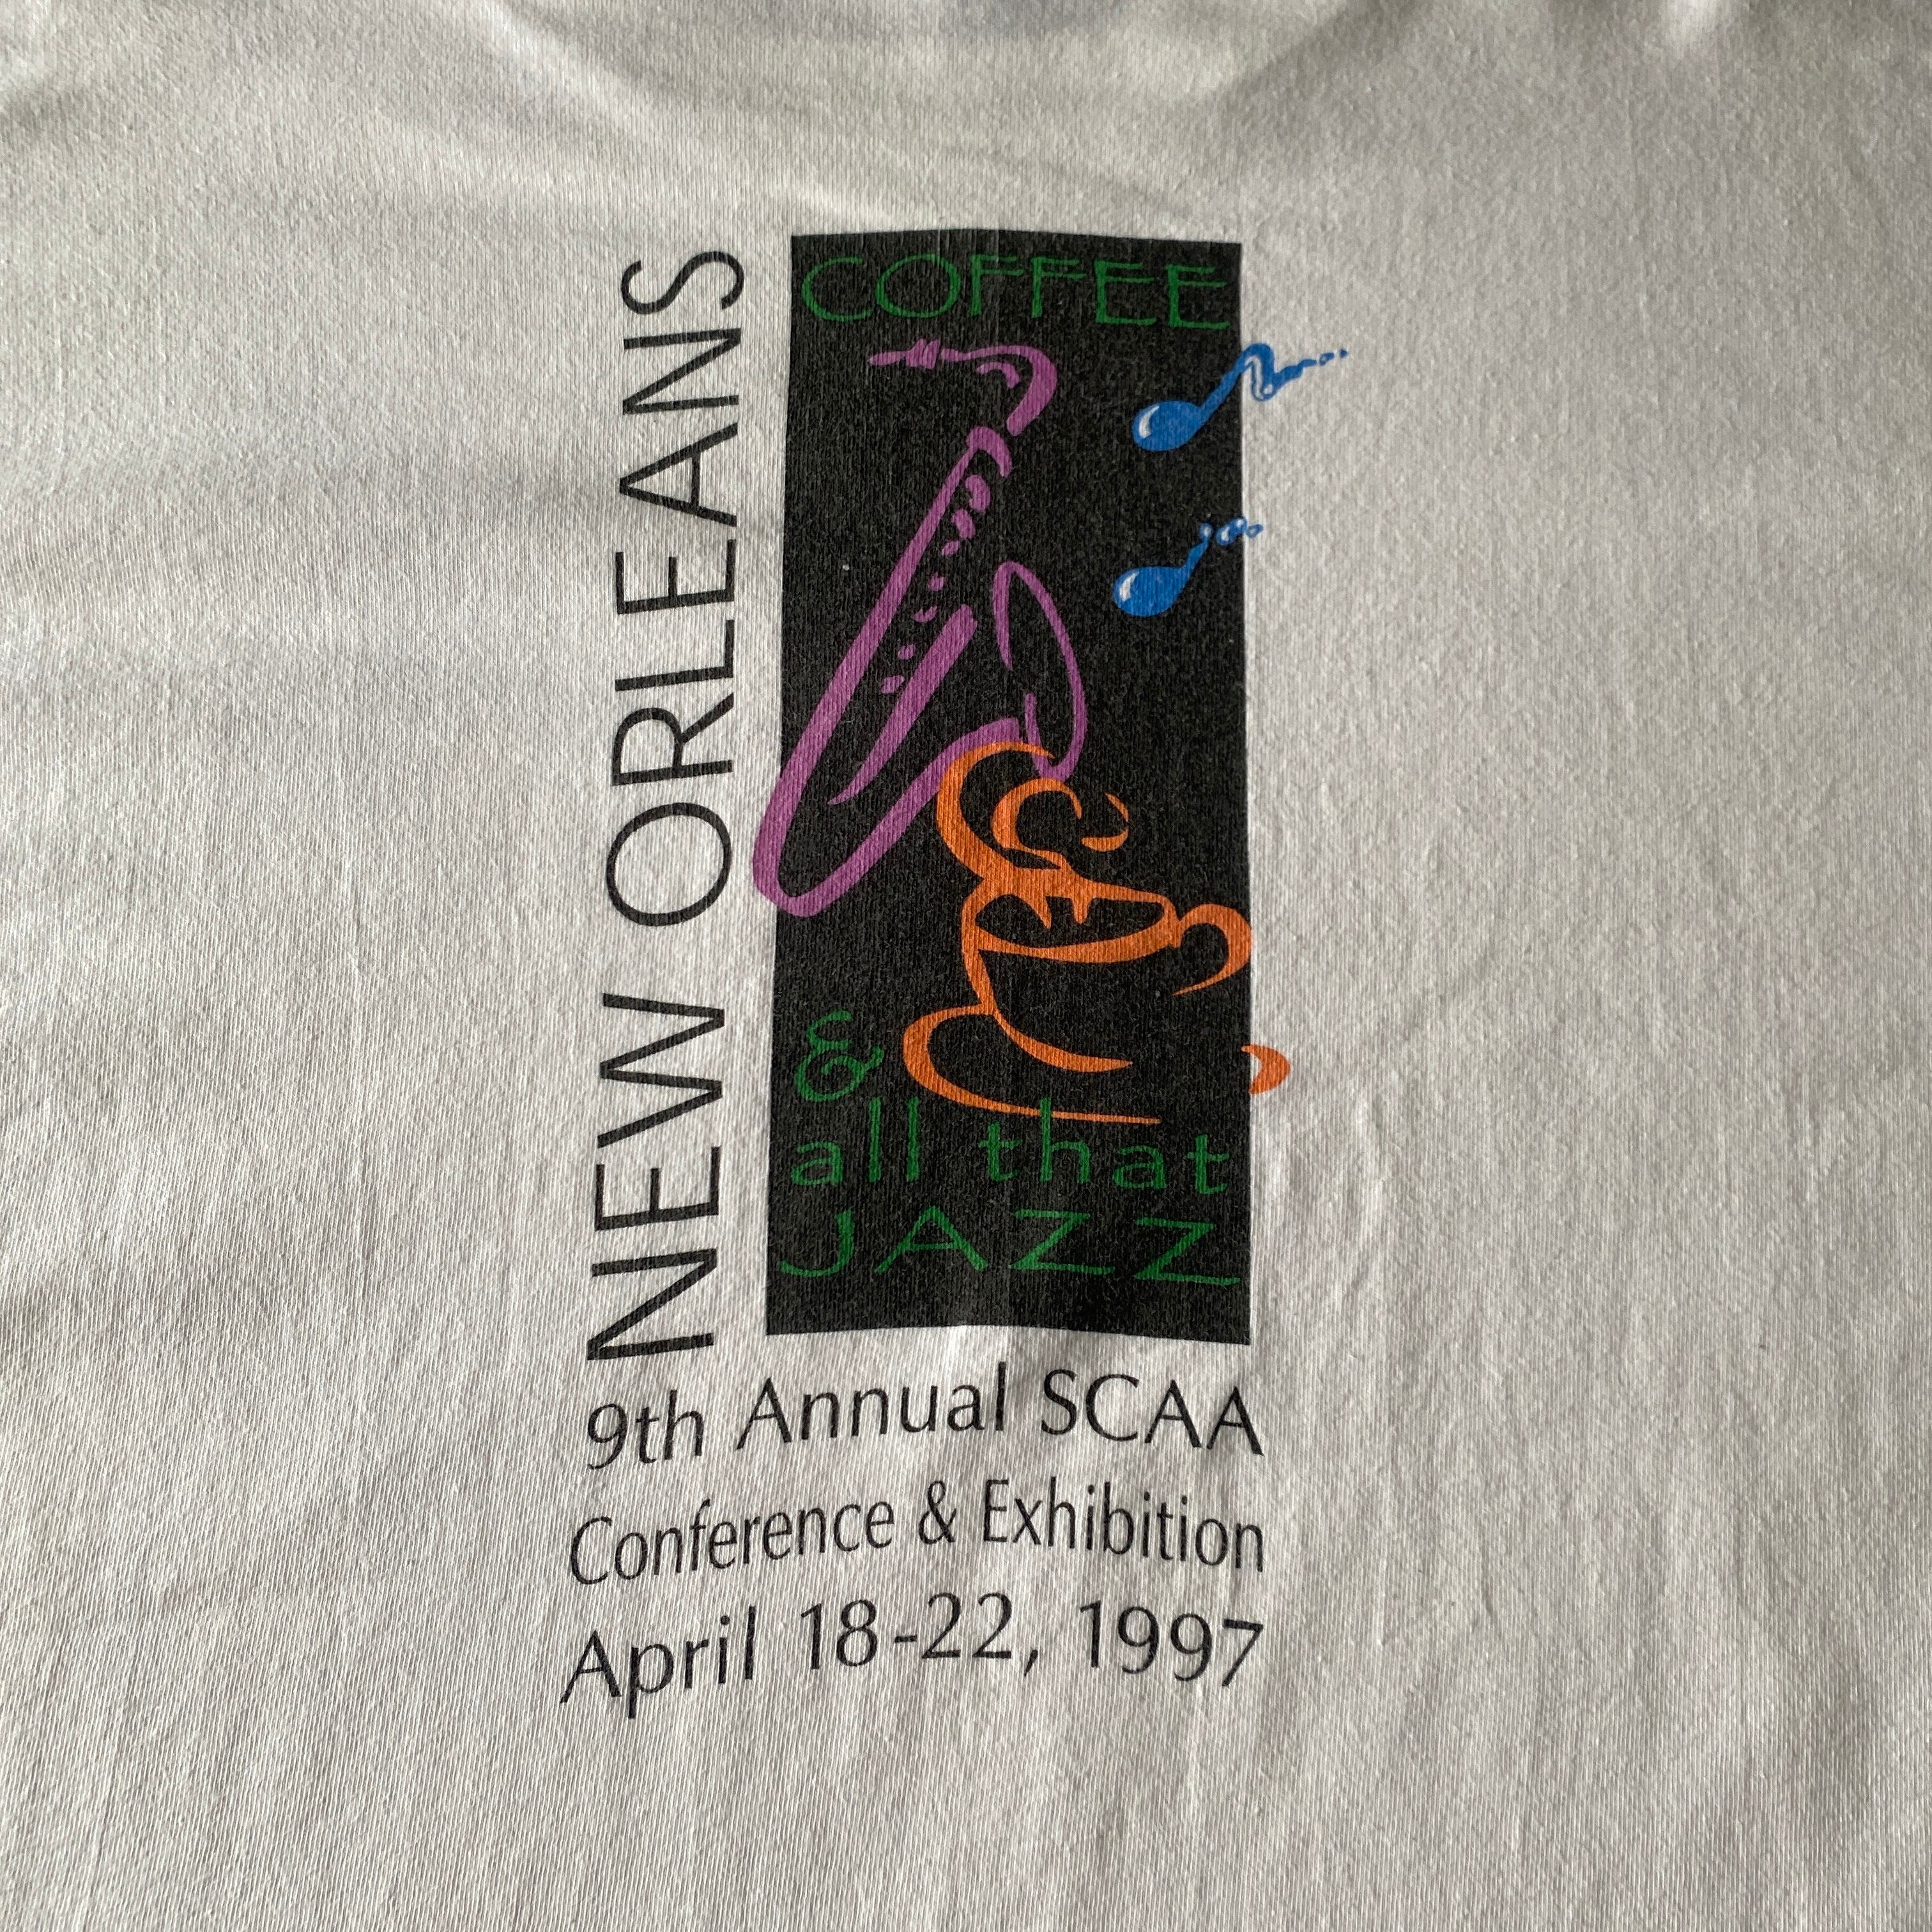 NEW ORLEANS
COFFEE
&
all that
JAZZ
9th Annual SCAA
Conference & Exhibition
April 18-22, 1997